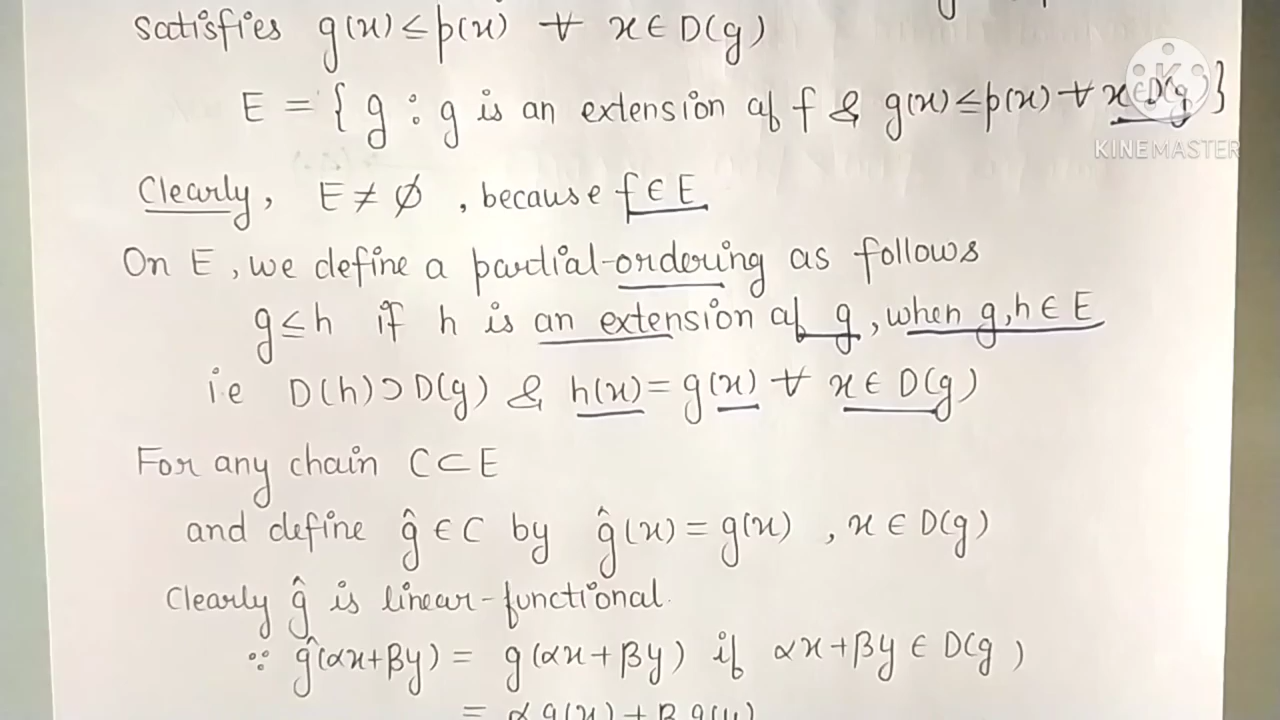 satisfies g(x) ≤ p(x) ∀ x ∈ D(g)
E = { g : g is an extension of f & g(x) ≤ p(x) ∀ x D(g) }
KINEMASTER
Clearly, E ≠ ∅, because f ∈ E
On E, we define a partial-ordering as follows
g ≤ h if h is an extension of g, when g, h ∈ E
i.e D(h) ⊃ D(g) & h(x) = g(x) ∀ x ∈ D(g)
For any chain C ⊂ E
and define ĝ ∈ C by ĝ(x) = g(x), x ∈ D(g)
Clearly ĝ is linear-functional.
∵ ĝ(αx+βy) = g(αx+βy) if αx+βy ∈ D(g)
= α g(x) + β g(y)